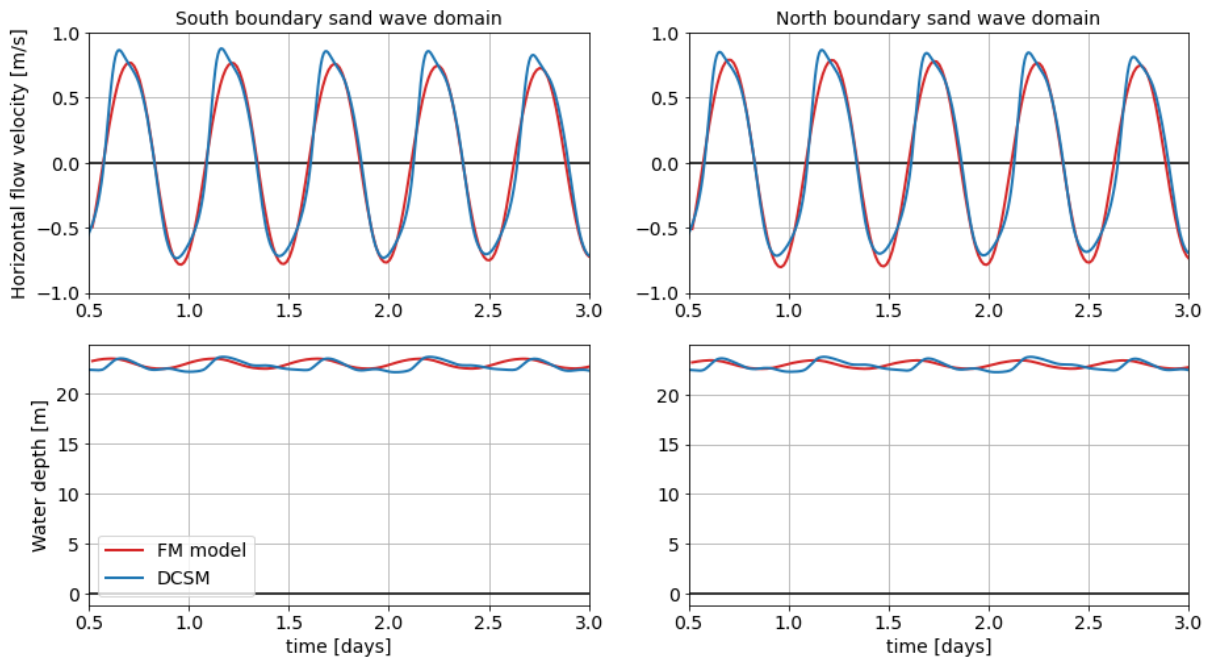 South boundary sand wave domain
North boundary sand wave domain
Horizontal flow velocity [m/s]
1.0
0.5
0.0
−0.5
−1.0
0.5 1.0 1.5 2.0 2.5 3.0
1.0
0.5
0.0
−0.5
−1.0
0.5 1.0 1.5 2.0 2.5 3.0
Water depth [m]
20
15
10
5
0
FM model
DCSM
0.5 1.0 1.5 2.0 2.5 3.0
time [days]
20
15
10
5
0
0.5 1.0 1.5 2.0 2.5 3.0
time [days]